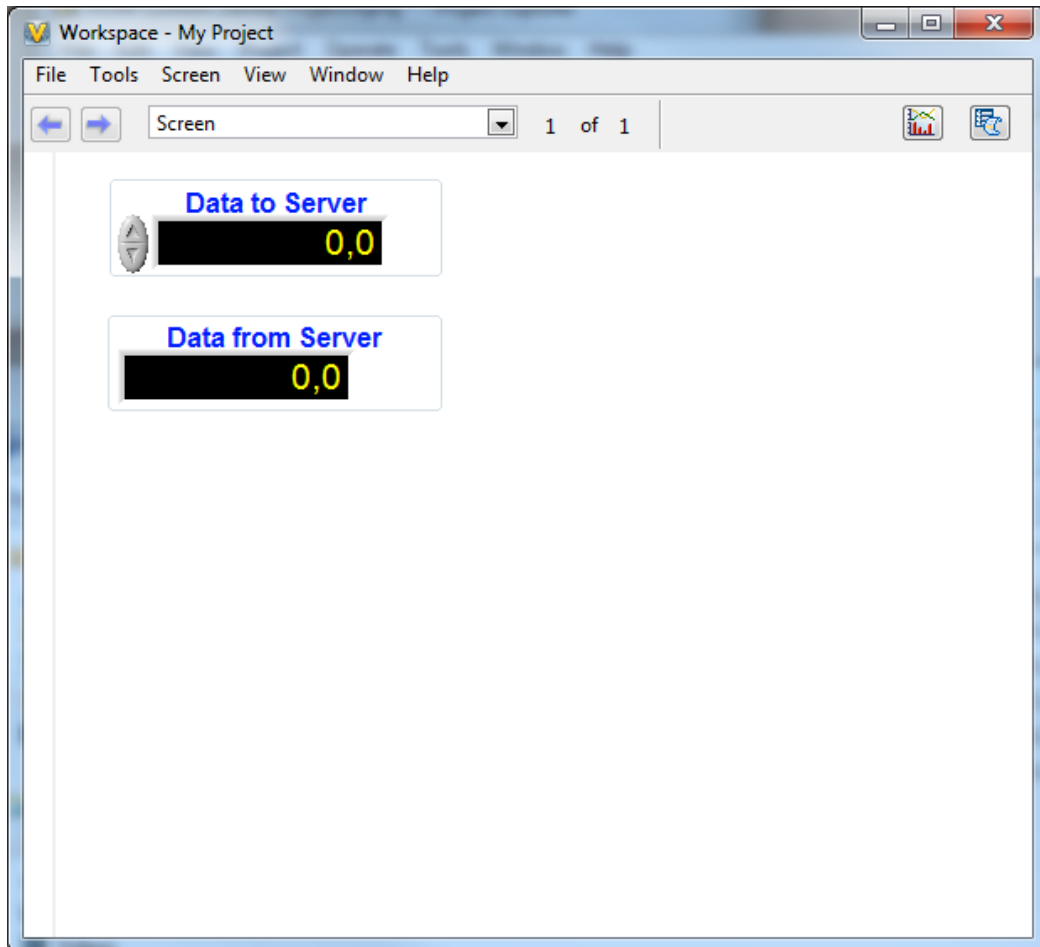 Workspace - My Project
File Tools Screen View Window Help
Screen 1 of 1
Data to Server
0,0
Data from Server
0,0